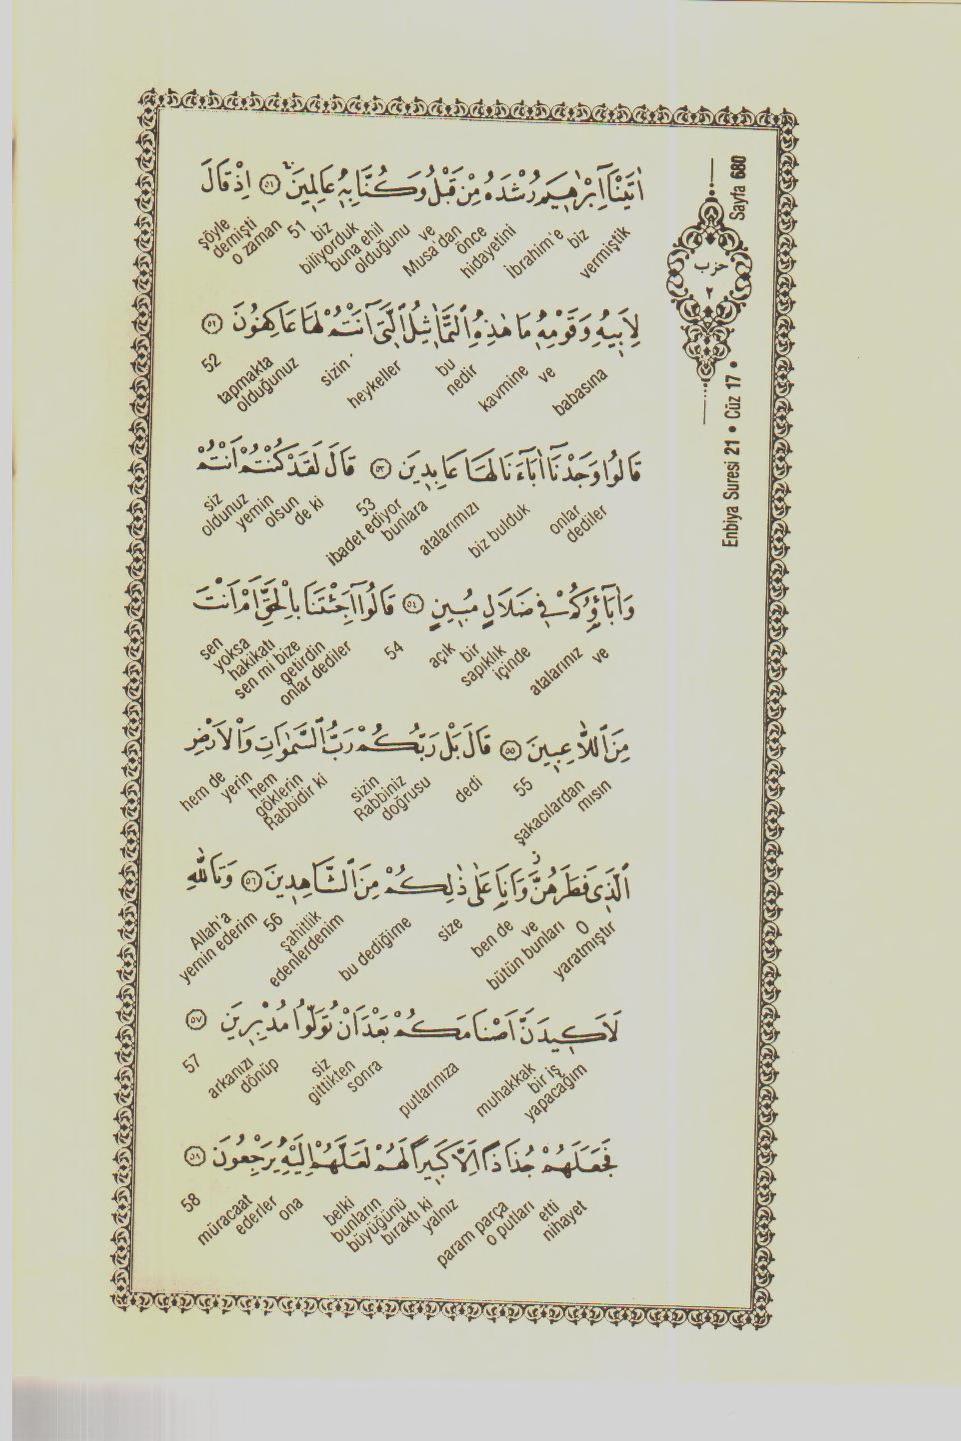 Sayfa 680
حزب
٢
Enbiya Suresi 21 • Cüz 17 •
اٰتَيْنَٓا اِبْرٰهٖيمَ رُشْدَهُ مِنْ قَبْلُ وَكُنَّا بِهٖ عَالِمٖينَ ﴿٥١﴾ اِذْ قَالَ
vermiştik biz İbrahim'e hidayetini önce Musa'dan ve olduğunu buna ehil biliyorduk biz 51 o zaman demişti şöyle
لِاَبٖيهِ وَقَوْمِهٖ مَا هٰذِهِ التَّمَاثٖيلُ الَّتٖٓي اَنْتُمْ لَهَا عَاكِفُونَ ﴿٥٢﴾
babasına ve kavmine nedir bu heykeller sizin olduğunuz tapmakta 52
قَالُوا وَجَدْنَٓا اٰبَٓاءَنَا لَهَا عَابِدٖينَ ﴿٥٣﴾ قَالَ لَقَدْ كُنْتُمْ اَنْتُمْ
dediler onlar biz bulduk atalarımızı bunlara ibadet ediyor 53 de ki olsun yemin oldunuz siz
وَاٰبَٓاؤُ۬كُمْ فٖي ضَلَالٍ مُبٖينٍ ﴿٥٤﴾ قَالُٓوا اَجِئْتَنَا بِالْحَقِّ اَمْ اَنْتَ
ve atalarınız içinde sapıklık bir açık 54 onlar dediler getirdin sen mi bize hakikatı yoksa sen
مِنَ اللَّاعِبٖينَ ﴿٥٥﴾ قَالَ بَلْ رَبُّكُمْ رَبُّ السَّمٰوَاتِ وَالْاَرْضِ
mısın şakacılardan 55 dedi doğrusu Rabbiniz sizin Rabbidir ki göklerin hem yerin hem de
الَّذٖي فَطَرَهُنَّ وَاَنَا۬ عَلٰى ذٰلِكُمْ مِنَ الشَّاهِدٖينَ ﴿٥٦﴾ وَتَاللّٰهِ
yaratmıştır O bütün bunları ve ben de size bu dediğime edenlerdenim şahitlik 56 yemin ederim Allah'a
لَاَكٖيدَنَّ اَصْنَامَكُمْ بَعْدَ اَنْ تُوَلُّوا مُدْبِرٖينَ ﴿٥٧﴾
yapacağım bir iş muhakkak putlarınıza sonra gittikten siz dönüp arkanızı 57
فَجَعَلَهُمْ جُذَاذًا اِلَّا كَبٖيرًا لَهُمْ لَعَلَّهُمْ اِلَيْهِ يَرْجِعُونَ ﴿٥٨﴾
nihayet etti o putları param parça yalnız bıraktı ki büyüğünü bunların belki ona ederler müracaat 58